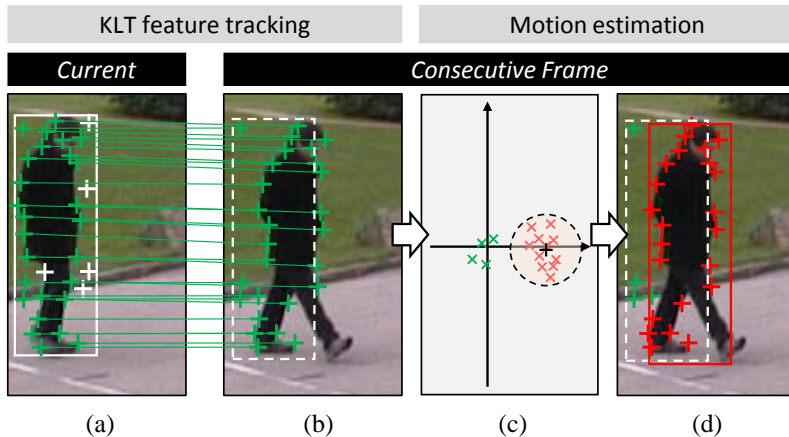 KLT feature tracking
Motion estimation
Current
Consecutive Frame
(a)
(b)
(c)
(d)